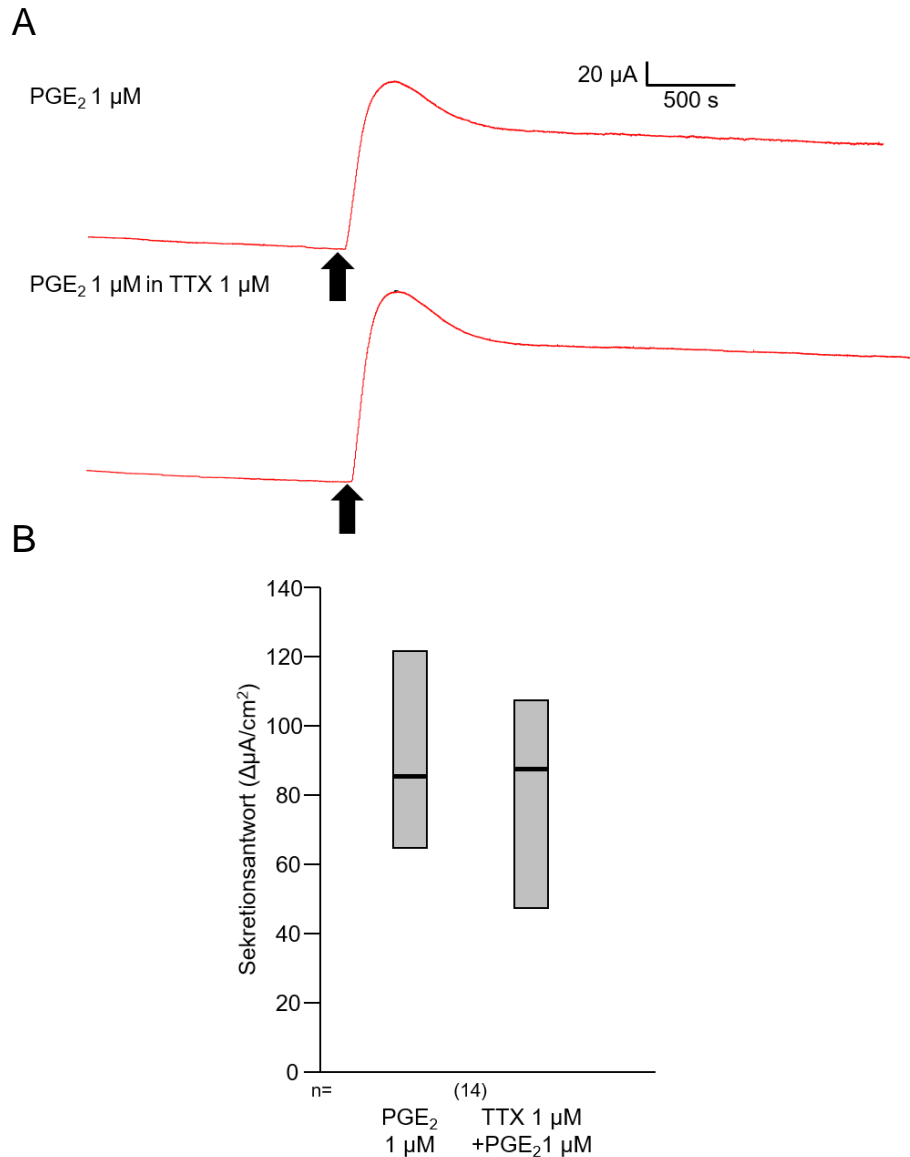 A
20 µA
500 s
PGE₂ 1 µM
PGE₂ 1 µM in TTX 1 µM
B
Sekretionsantwort (ΔµA/cm²)
140
120
100
80
60
40
20
0
n= (14)
PGE₂ TTX 1 µM
1 µM +PGE₂1 µM